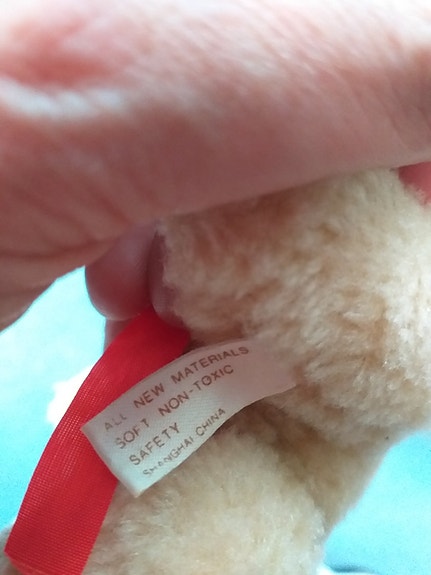 ALL NEW MATERIALS
SOFT NON-TOXIC
SAFETY
SHANGHAI CHINA